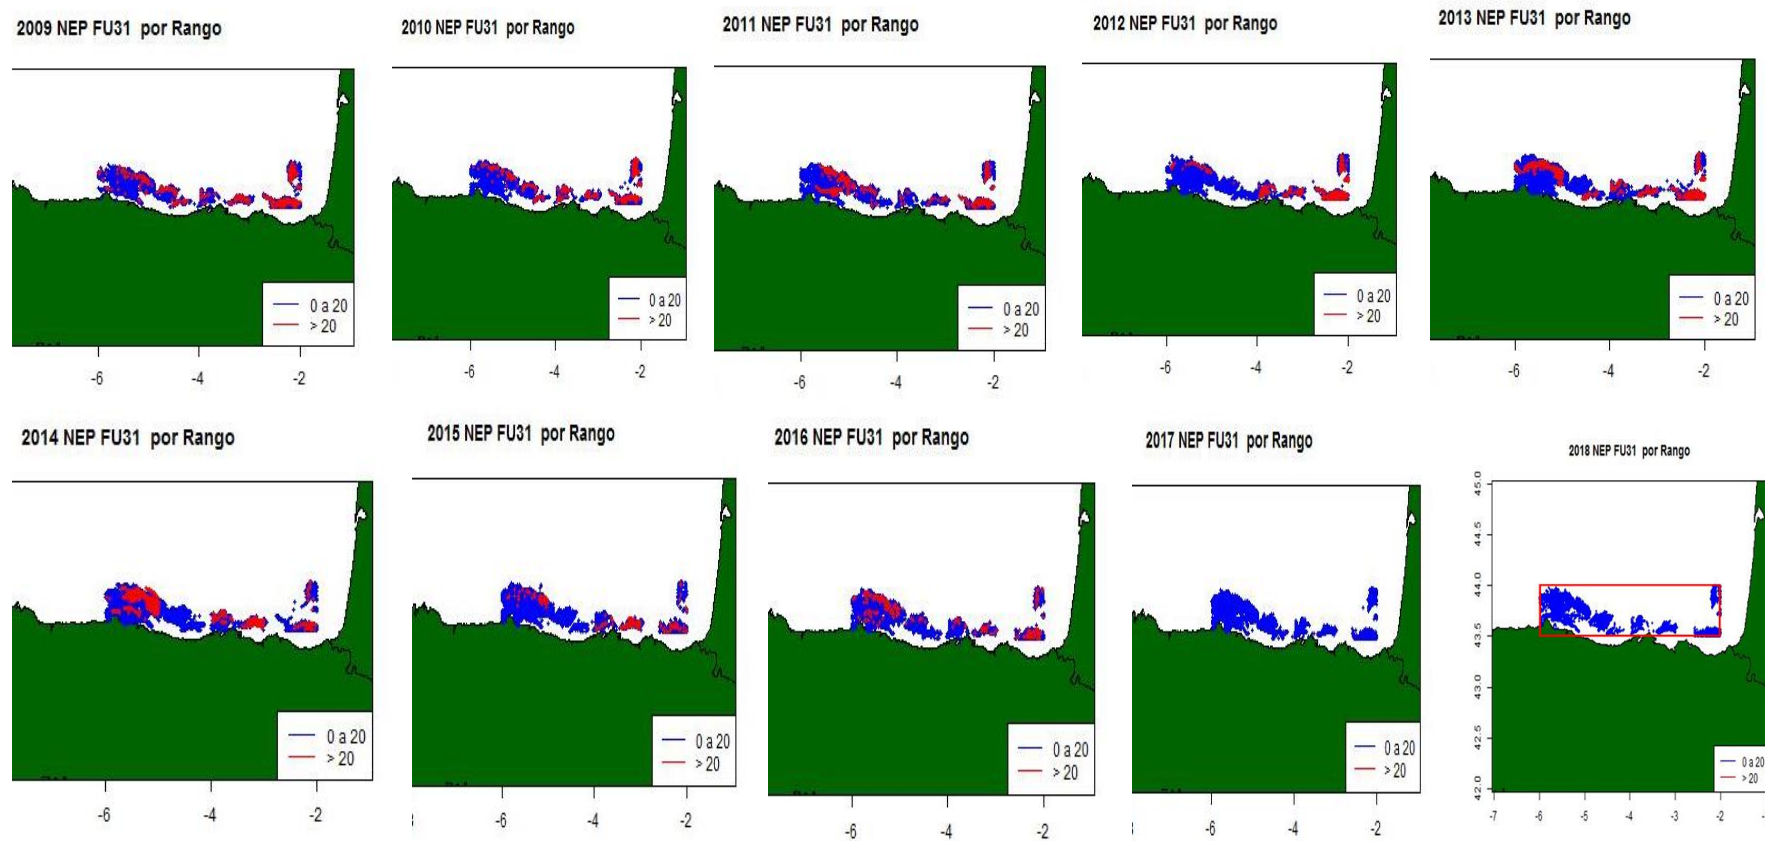 2009 NEP FU31 por Rango
0 a 20
> 20
-6 -4 -2
2010 NEP FU31 por Rango
0 a 20
> 20
-6 -4 -2
2011 NEP FU31 por Rango
0 a 20
> 20
-6 -4 -2
2012 NEP FU31 por Rango
0 a 20
> 20
-6 -4 -2
2013 NEP FU31 por Rango
0 a 20
> 20
-6 -4 -2
2014 NEP FU31 por Rango
0 a 20
> 20
-6 -4 -2
2015 NEP FU31 por Rango
0 a 20
> 20
-6 -4 -2
2016 NEP FU31 por Rango
0 a 20
> 20
-6 -4 -2
2017 NEP FU31 por Rango
0 a 20
> 20
-6 -4 -2
2018 NEP FU31 por Rango
45.0
44.5
44.0
43.5
43.0
42.5
42.0
0 a 20
> 20
-7 -6 -5 -4 -3 -2